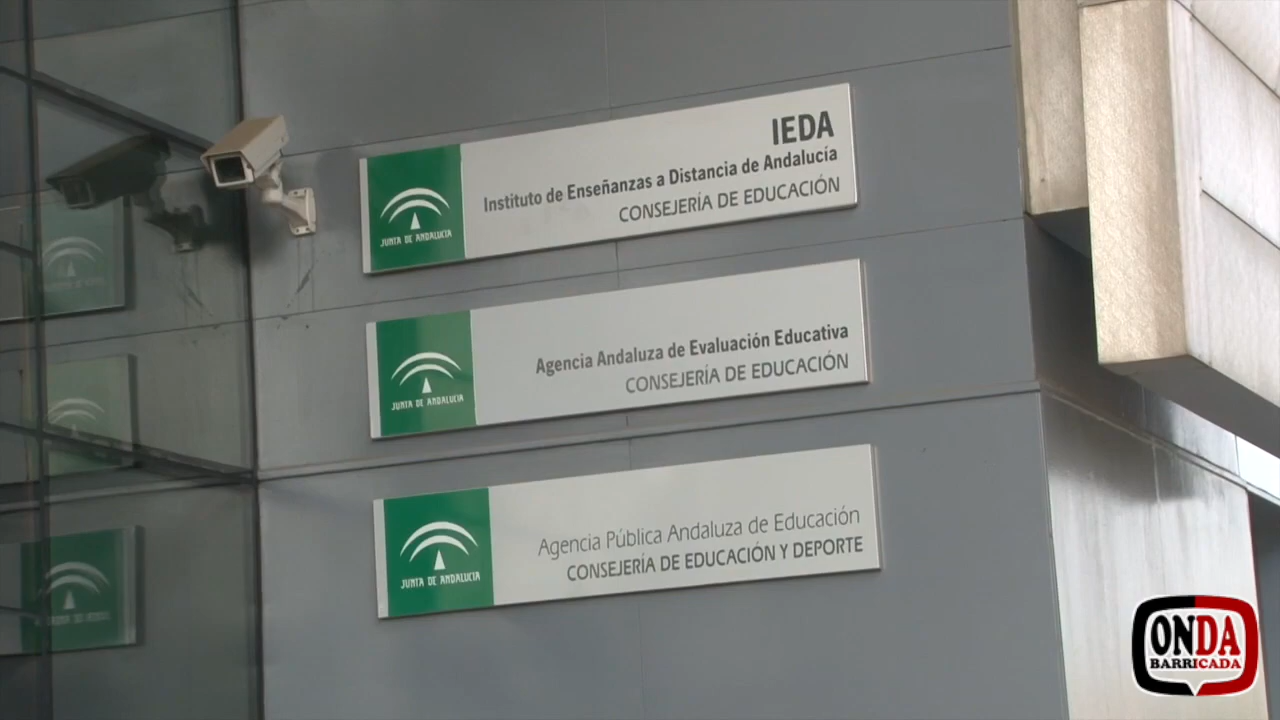 IEDA
Instituto de Enseñanzas a Distancia de Andalucía
CONSEJERÍA DE EDUCACIÓN
JUNTA DE ANDALUCIA
Agencia Andaluza de Evaluación Educativa
CONSEJERÍA DE EDUCACIÓN
JUNTA DE ANDALUCIA
Agencia Pública Andaluza de Educación
CONSEJERÍA DE EDUCACIÓN Y DEPORTE
JUNTA DE ANDALUCIA
ONDA
BARRICADA